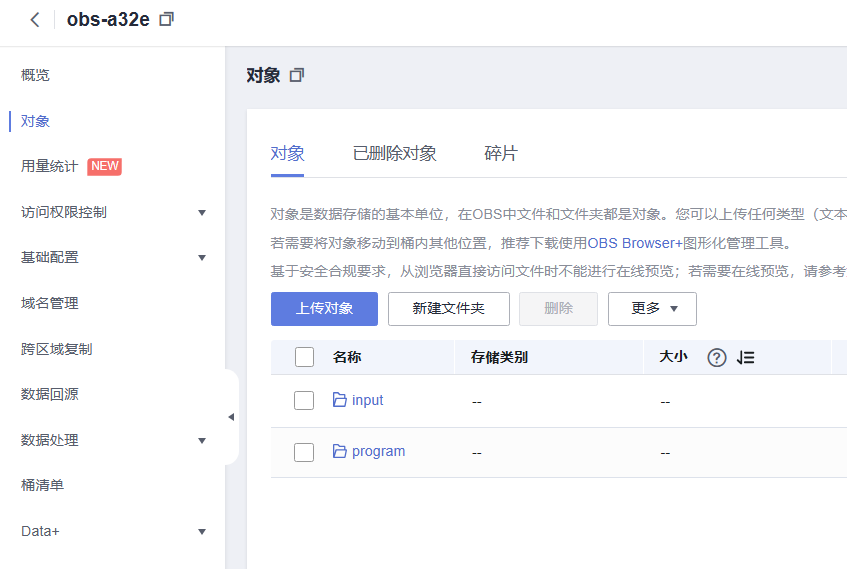 obs-a32e
概览
对象
用量统计 NEW
访问权限控制
基础配置
域名管理
跨区域复制
数据回源
数据处理
桶清单
Data+
对象
对象 已删除对象 碎片
对象是数据存储的基本单位，在OBS中文件和文件夹都是对象。您可以上传任何类型（文本
若需要将对象移动到桶内其他位置，推荐下载使用OBS Browser+图形化管理工具。
基于安全合规要求，从浏览器直接访问文件时不能进行在线预览；若需要在线预览，请参考
上传对象 新建文件夹 删除 更多
名称 存储类别 大小 ?
input -- --
program -- --